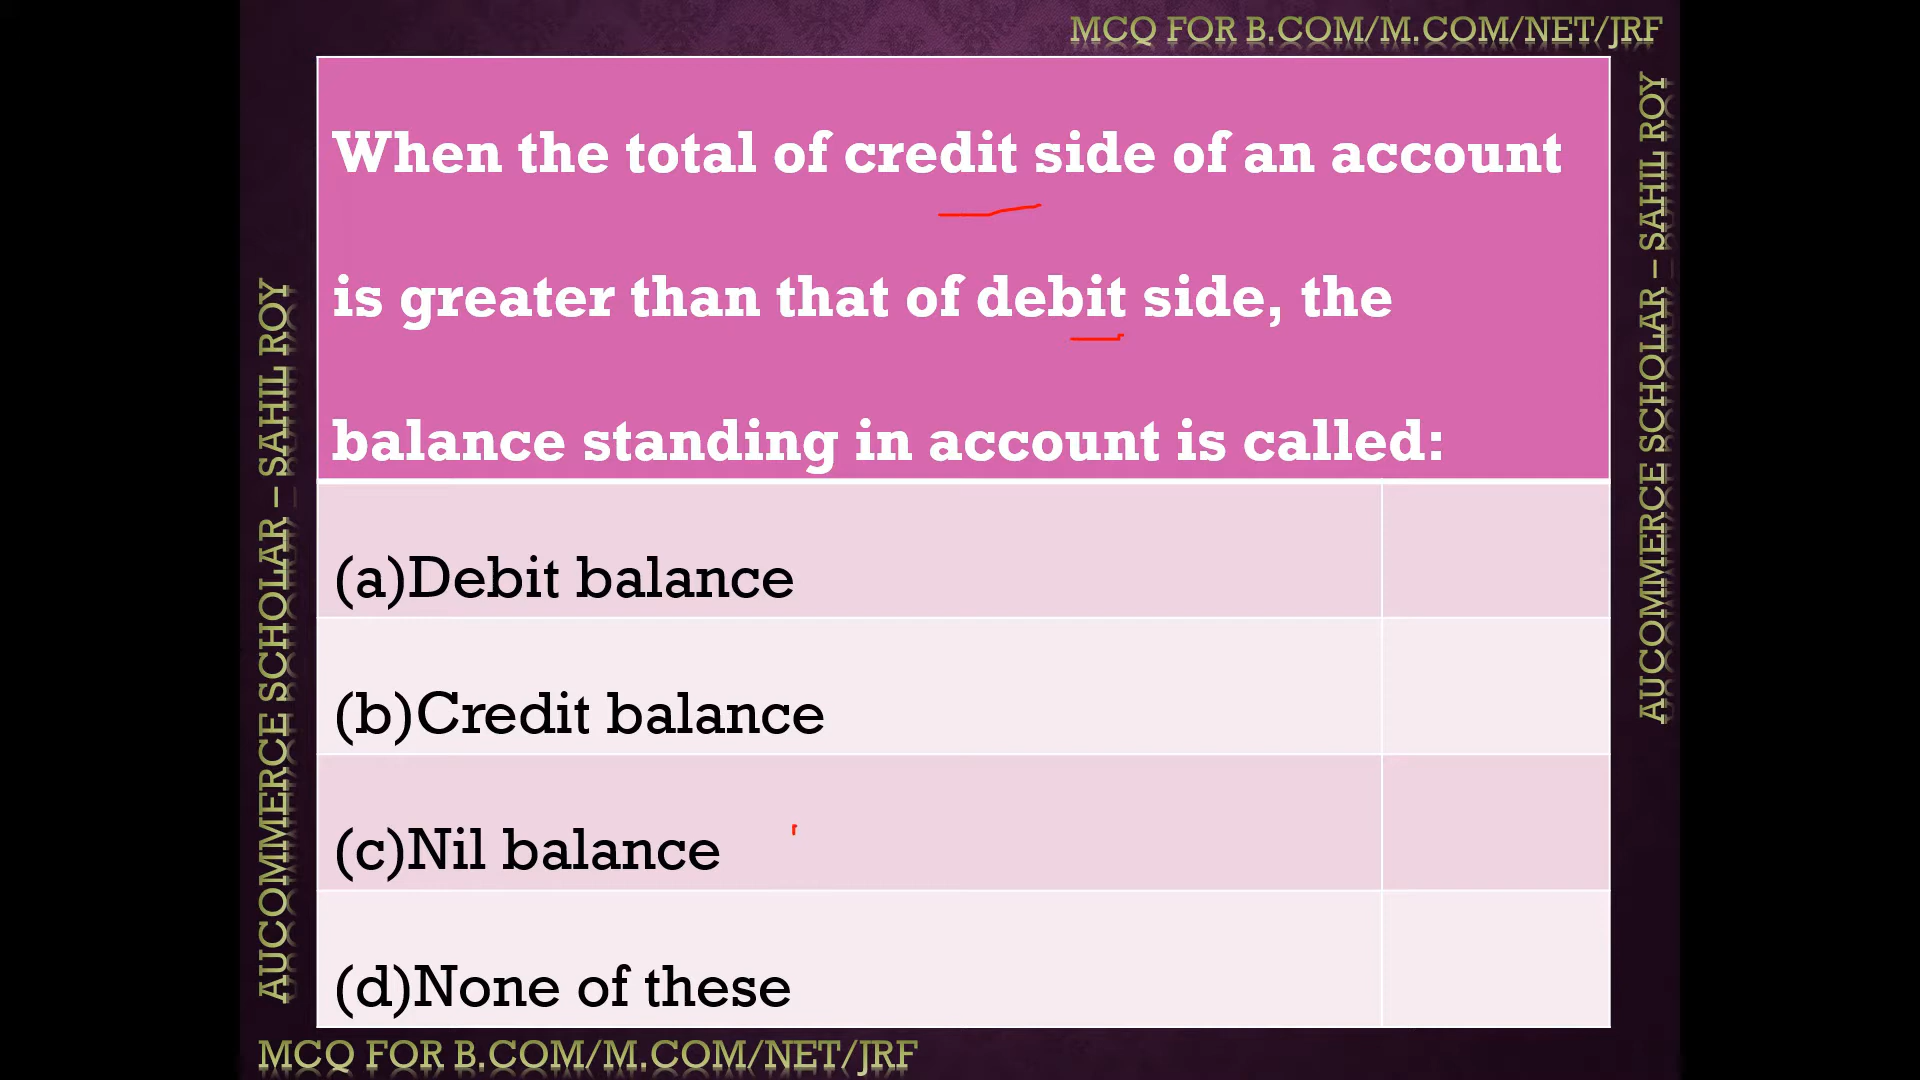 MCQ FOR B.COM/M.COM/NET/JRF
When the total of credit side of an account
is greater than that of debit side, the
balance standing in account is called:
(a)Debit balance
(b)Credit balance
(c)Nil balance
(d)None of these
AUCOMMERCE SCHOLAR – SAHIL ROY
AUCOMMERCE SCHOLAR – SAHIL ROY
MCQ FOR B.COM/M.COM/NET/JRF